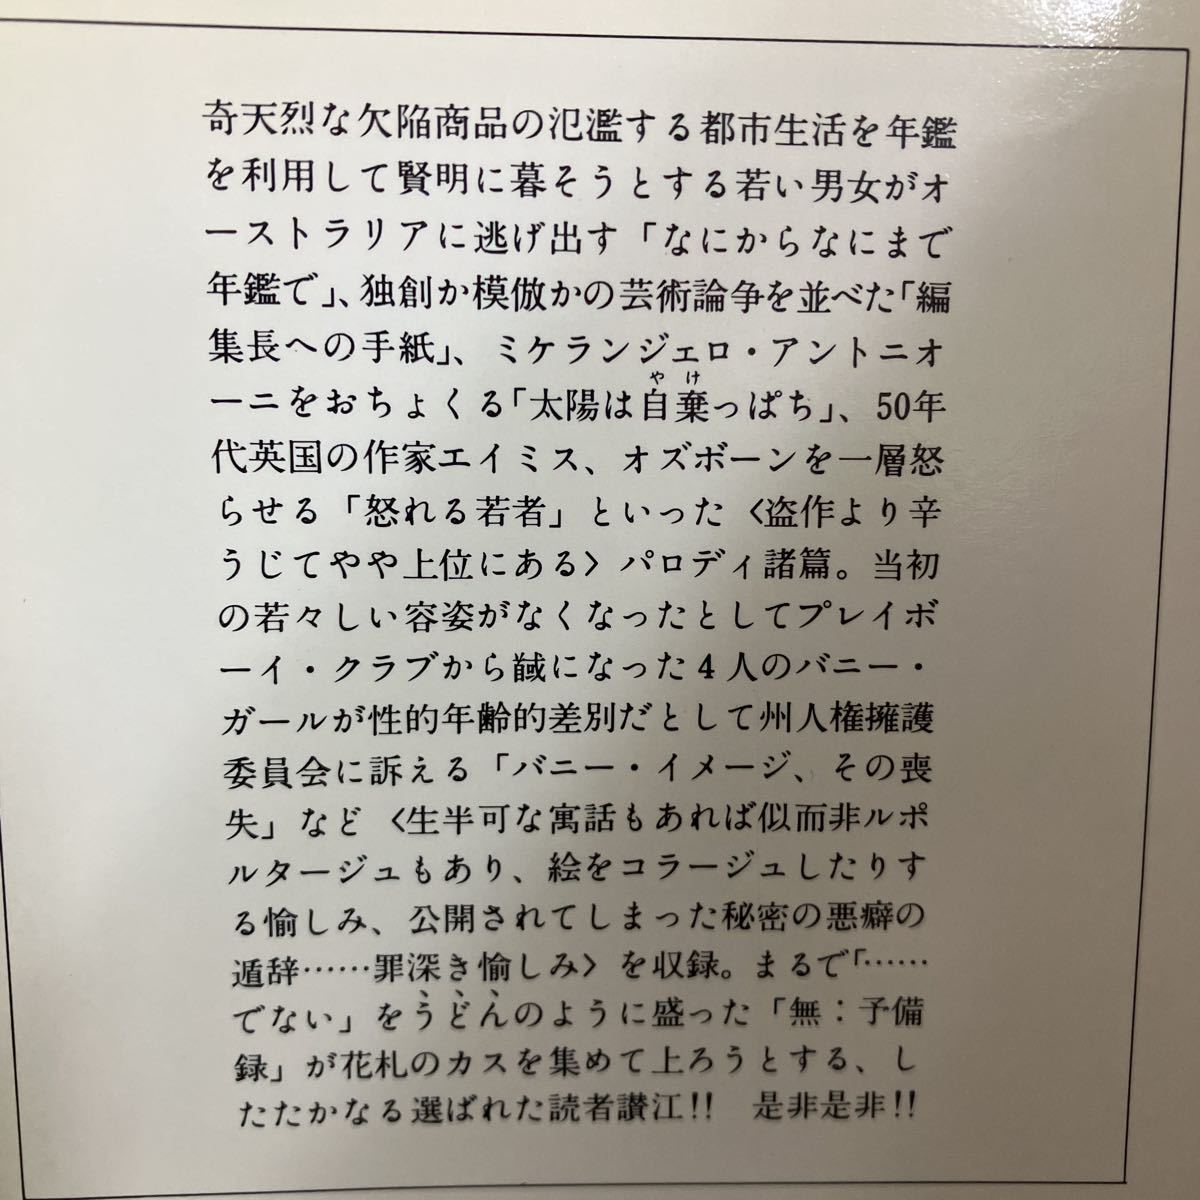 奇天烈な欠陥商品の氾濫する都市生活を年鑑
を利用して賢明に暮そうとする若い男女がオ
ーストラリアに逃げ出す「なにからなにまで
年鑑で」、独創か模倣かの芸術論争を並べた「編
集長への手紙」、ミケランジェロ・アントニオ
やけ
ーニをおちょくる「太陽は自棄っぱち」、50年
代英国の作家エイミス、オズボーンを一層怒
らせる「怒れる若者」といった〈盗作より辛
うじてやや上位にある〉パロディ諸篇。当初
の若々しい容姿がなくなったとしてプレイボ
ーイ・クラブから馘になった4人のバニー・
ガールが性的年齢的差別だとして州人権擁護
委員会に訴える「バニー・イメージ、その喪
失」など〈生半可な寓話もあれば似而非ルポ
ルタージュもあり、絵をコラージュしたりす
る愉しみ、公開されてしまった秘密の悪癖の
遁辞……罪深き愉しみ〉を収録。まるで「……
でない」をうどんのように盛った「無：予備
録」が花札のカスを集めて上ろうとする、し
たたかなる選ばれた読者讃江!!　是非是非!!